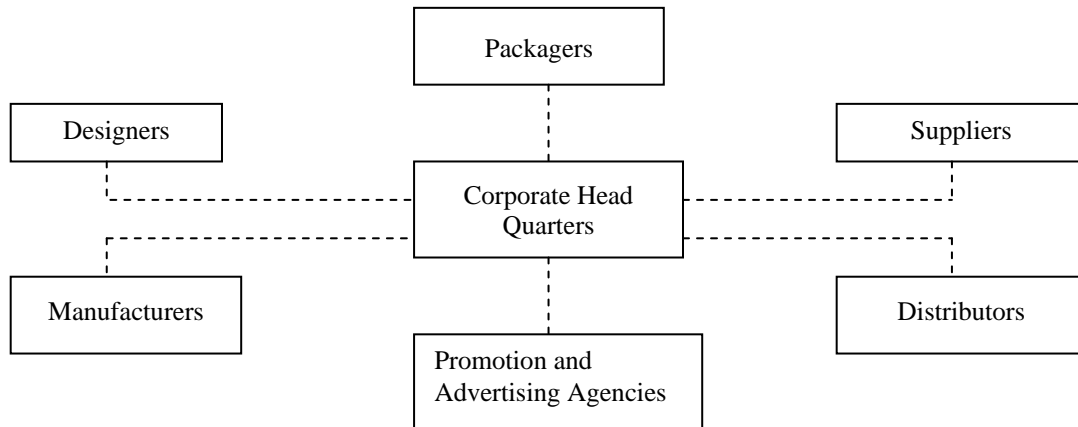 Packagers
Designers
Suppliers
Corporate Head
Quarters
Manufacturers
Distributors
Promotion and
Advertising Agencies